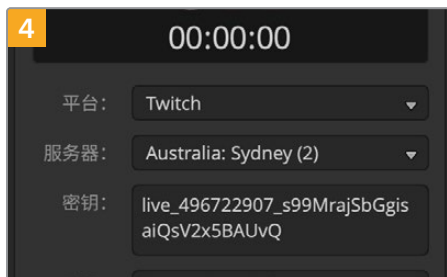 4
00:00:00
平台：
Twitch
服务器：
Australia: Sydney (2)
密钥：
live_496722907_s99MrajSbGgis
aiQsV2x5BAUvQ